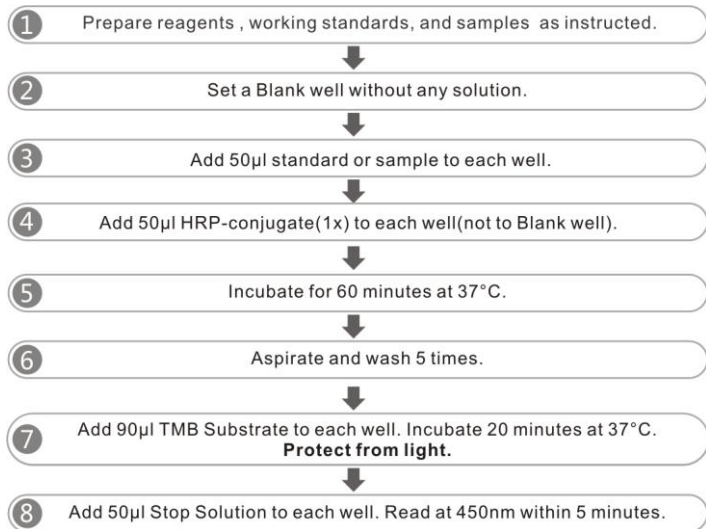 1 Prepare reagents , working standards, and samples as instructed.
2 Set a Blank well without any solution.
3 Add 50µl standard or sample to each well.
4 Add 50µl HRP-conjugate(1x) to each well(not to Blank well).
5 Incubate for 60 minutes at 37°C.
6 Aspirate and wash 5 times.
7 Add 90µl TMB Substrate to each well. Incubate 20 minutes at 37°C.
Protect from light.
8 Add 50µl Stop Solution to each well. Read at 450nm within 5 minutes.